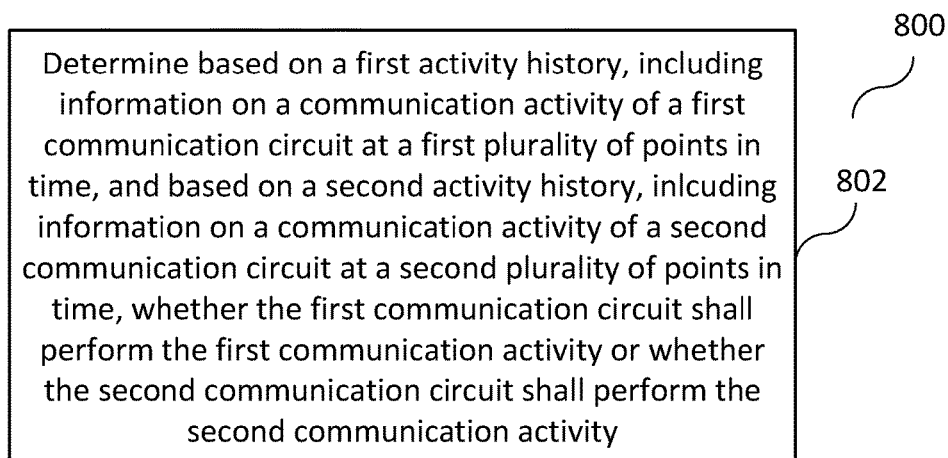 800
Determine based on a first activity history, including
information on a communication activity of a first
communication circuit at a first plurality of points in
time, and based on a second activity history, inlcuding
802
information on a communication activity of a second
communication circuit at a second plurality of points in
time, whether the first communication circuit shall
perform the first communication activity or whether
the second communication circuit shall perform the
second communication activity